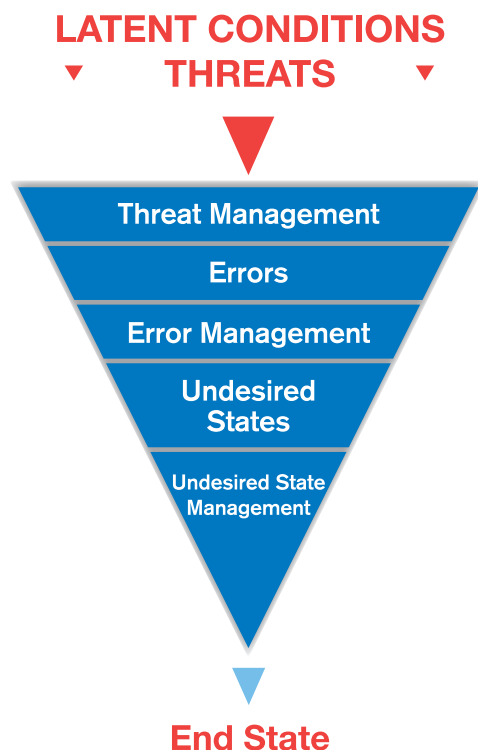 LATENT CONDITIONS
THREATS
Threat Management
Errors
Error Management
Undesired
States
Undesired State
Management
End State